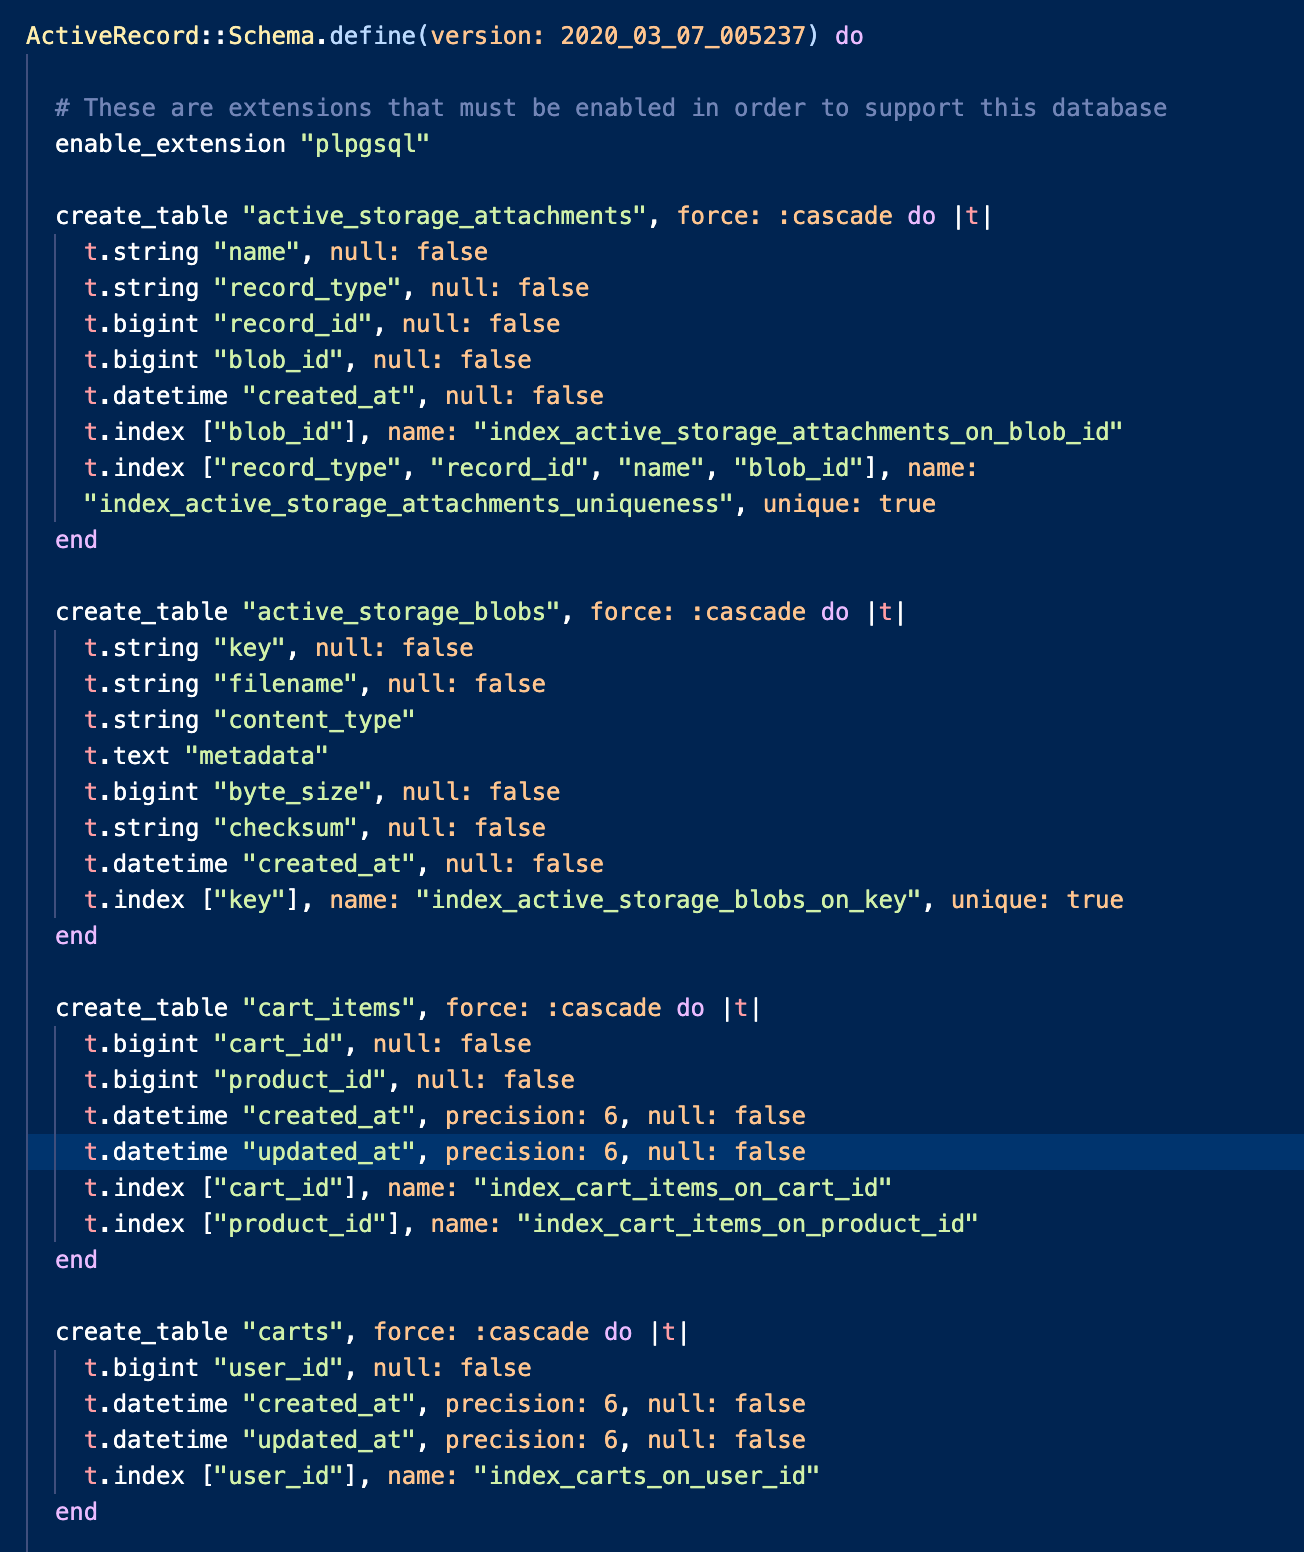 ActiveRecord::Schema.define(version: 2020_03_07_005237) do
# These are extensions that must be enabled in order to support this database
enable_extension "plpgsql"
create_table "active_storage_attachments", force: :cascade do |t|
t.string "name", null: false
t.string "record_type", null: false
t.bigint "record_id", null: false
t.bigint "blob_id", null: false
t.datetime "created_at", null: false
t.index ["blob_id"], name: "index_active_storage_attachments_on_blob_id"
t.index ["record_type", "record_id", "name", "blob_id"], name:
"index_active_storage_attachments_uniqueness", unique: true
end
create_table "active_storage_blobs", force: :cascade do |t|
t.string "key", null: false
t.string "filename", null: false
t.string "content_type"
t.text "metadata"
t.bigint "byte_size", null: false
t.string "checksum", null: false
t.datetime "created_at", null: false
t.index ["key"], name: "index_active_storage_blobs_on_key", unique: true
end
create_table "cart_items", force: :cascade do |t|
t.bigint "cart_id", null: false
t.bigint "product_id", null: false
t.datetime "created_at", precision: 6, null: false
t.datetime "updated_at", precision: 6, null: false
t.index ["cart_id"], name: "index_cart_items_on_cart_id"
t.index ["product_id"], name: "index_cart_items_on_product_id"
end
create_table "carts", force: :cascade do |t|
t.bigint "user_id", null: false
t.datetime "created_at", precision: 6, null: false
t.datetime "updated_at", precision: 6, null: false
t.index ["user_id"], name: "index_carts_on_user_id"
end